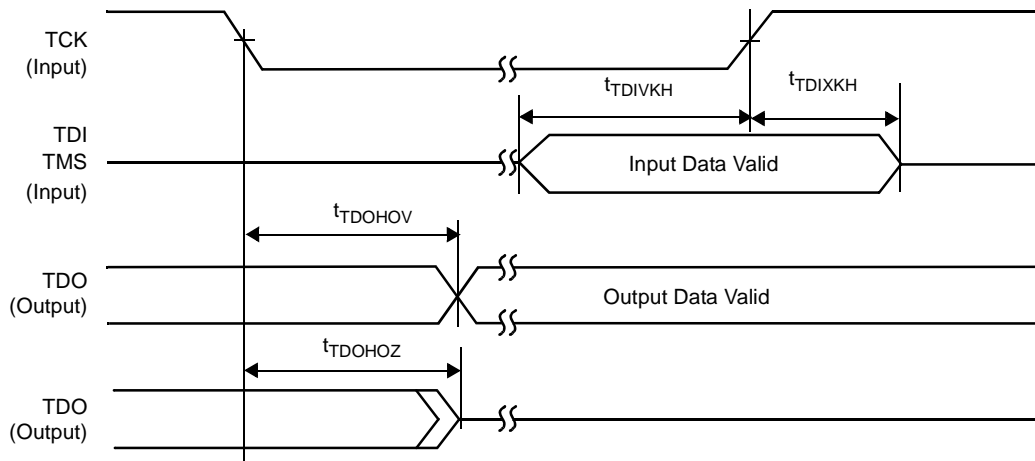 TCK
(Input)
tTDIVKH
tTDIXKH
TDI
TMS
(Input)
Input Data Valid
tTDOHOV
TDO
(Output)
Output Data Valid
tTDOHOZ
TDO
(Output)